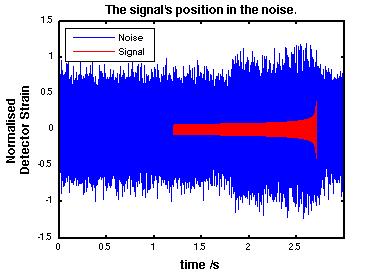 The signal's position in the noise.
Noise
Signal
Normalised
Detector Strain
1.5
1
0.5
0
-0.5
-1
-1.5
0 0.5 1 1.5 2 2.5
time /s